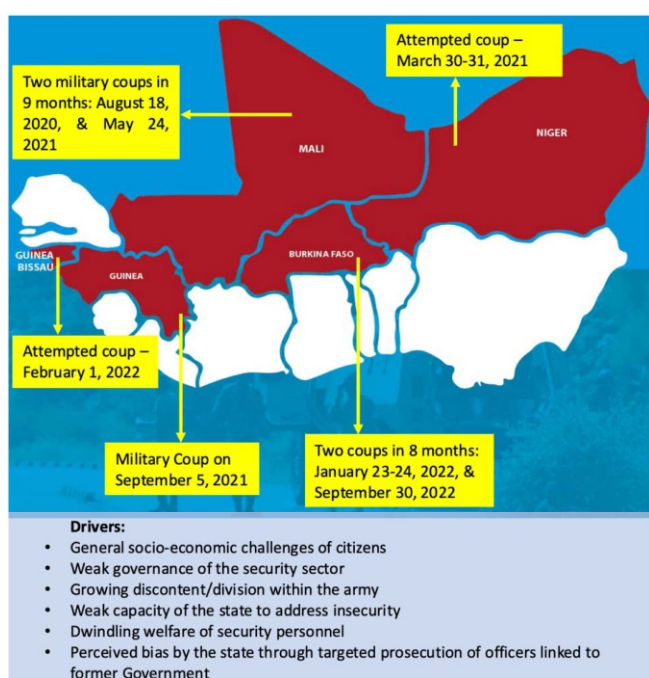 Attempted coup –
March 30-31, 2021
Two military coups in
9 months: August 18,
2020, & May 24,
2021
NIGER
MALI
BURKINA FASO
GUINEA
BISSAU
GUINEA
Attempted coup –
February 1, 2022
Military Coup on
September 5, 2021
Two coups in 8 months:
January 23-24, 2022, &
September 30, 2022
Drivers:
• General socio-economic challenges of citizens
• Weak governance of the security sector
• Growing discontent/division within the army
• Weak capacity of the state to address insecurity
• Dwindling welfare of security personnel
• Perceived bias by the state through targeted prosecution of officers linked to
former Government